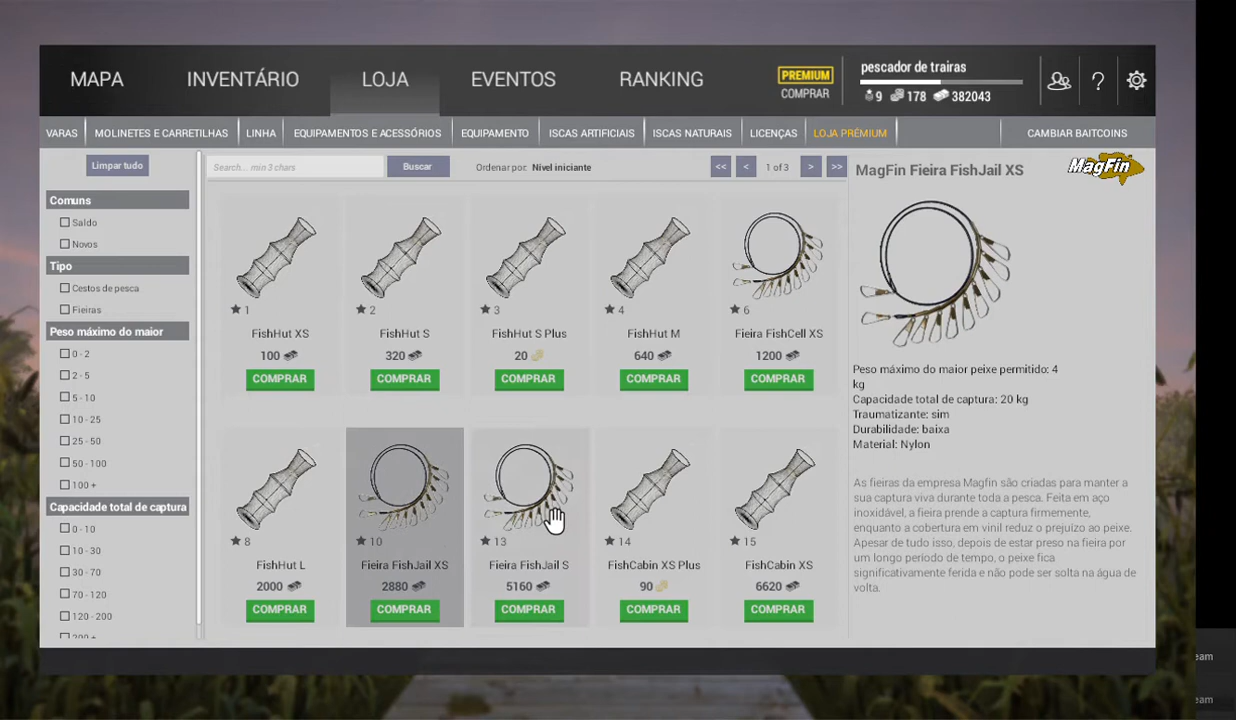 MAPA INVENTÁRIO LOJA EVENTOS RANKING
PREMIUM
COMPRAR
pescador de trairas
9 178 382043
?
VARAS MOLINETES E CARRETILHAS LINHA EQUIPAMENTOS E ACESSÓRIOS EQUIPAMENTO ISCAS ARTIFICIAIS ISCAS NATURAIS LICENÇAS LOJA PRÉMIUM CAMBIAR BAITCOINS
Limpar tudo
Comuns
Saldo
Novos
Tipo
Cestos de pesca
Fieiras
Peso máximo do maior
0 - 2
2 - 5
5 - 10
10 - 25
25 - 50
50 - 100
100 +
Capacidade total de captura
0 - 10
10 - 30
30 - 70
70 - 120
120 - 200
200 +
Search... min 3 chars Buscar Ordenar por: Nível iniciante << < 1 of 3 > >>
1 2 3 4 6
FishHut XS FishHut S FishHut S Plus FishHut M Fieira FishCell XS
100 320 20 640 1200
COMPRAR COMPRAR COMPRAR COMPRAR COMPRAR
8 10 13 14 15
FishHut L Fieira FishJail XS Fieira FishJail S FishCabin XS Plus FishCabin XS
2000 2880 5160 90 6620
COMPRAR COMPRAR COMPRAR COMPRAR COMPRAR
MagFin Fieira FishJail XS
MagFin
Peso máximo do maior peixe permitido: 4
kg
Capacidade total de captura: 20 kg
Traumatizante: sim
Durabilidade: baixa
Material: Nylon
As fieiras da empresa Magfin são criadas para manter a
sua captura viva durante toda a pesca. Feita em aço
inoxidável, a fieira prende a captura firmemente,
enquanto a cobertura em vinil reduz o prejuízo ao peixe.
Apesar de tudo isso, depois de estar preso na fieira por
um longo período de tempo, o peixe fica
significativamente ferida e não pode ser solta na água de
volta.
eam
eam